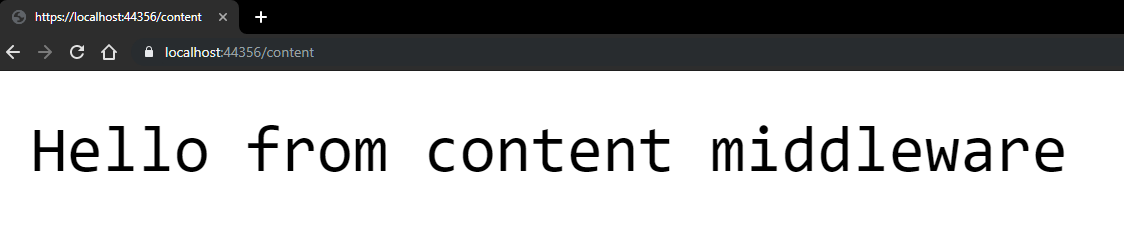 https://localhost:44356/content
localhost:44356/content
Hello from content middleware